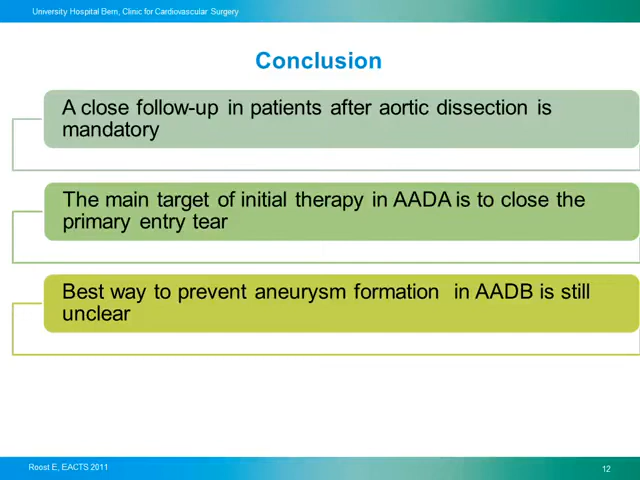 University Hospital Bern, Clinic for Cardiovascular Surgery
Conclusion
A close follow-up in patients after aortic dissection is
mandatory
The main target of initial therapy in AADA is to close the
primary entry tear
Best way to prevent aneurysm formation in AADB is still
unclear
Roost E, EACTS 2011
12